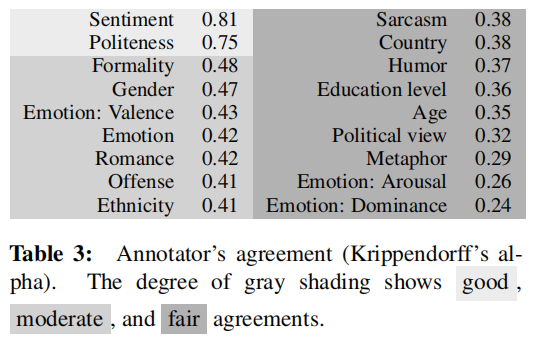 Sentiment 0.81 Sarcasm 0.38
Politeness 0.75 Country 0.38
Formality 0.48 Humor 0.37
Gender 0.47 Education level 0.36
Emotion: Valence 0.43 Age 0.35
Emotion 0.42 Political view 0.32
Romance 0.42 Metaphor 0.29
Offense 0.41 Emotion: Arousal 0.26
Ethnicity 0.41 Emotion: Dominance 0.24
Table 3: Annotator's agreement (Krippendorff's al-
pha). The degree of gray shading shows good ,
moderate , and fair agreements.